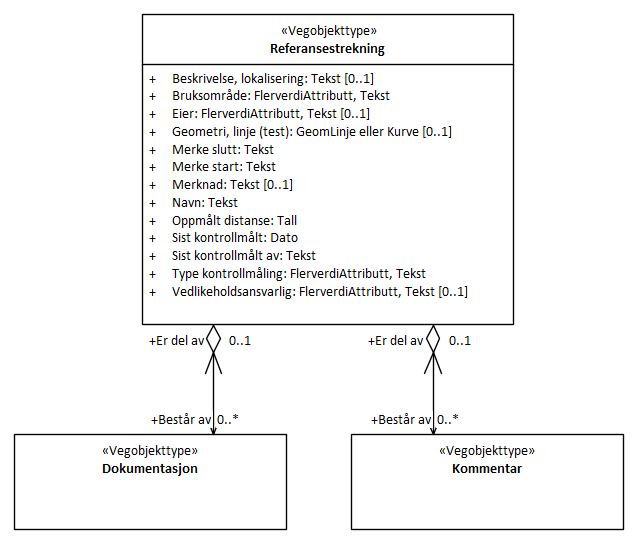 «Vegobjekttype»
Referansestrekning
+ Beskrivelse, lokalisering: Tekst [0..1]
+ Bruksområde: FlerverdiAttributt, Tekst
+ Eier: FlerverdiAttributt, Tekst [0..1]
+ Geometri, linje (test): GeomLinje eller Kurve [0..1]
+ Merke slutt: Tekst
+ Merke start: Tekst
+ Merknad: Tekst [0..1]
+ Navn: Tekst
+ Oppmålt distanse: Tall
+ Sist kontrollmålt: Dato
+ Sist kontrollmålt av: Tekst
+ Type kontrollmåling: FlerverdiAttributt, Tekst
+ Vedlikeholdsansvarlig: FlerverdiAttributt, Tekst [0..1]
+Er del av 0..1
+Er del av 0..1
+Består av 0..*
+Består av 0..*
«Vegobjekttype»
Dokumentasjon
«Vegobjekttype»
Kommentar